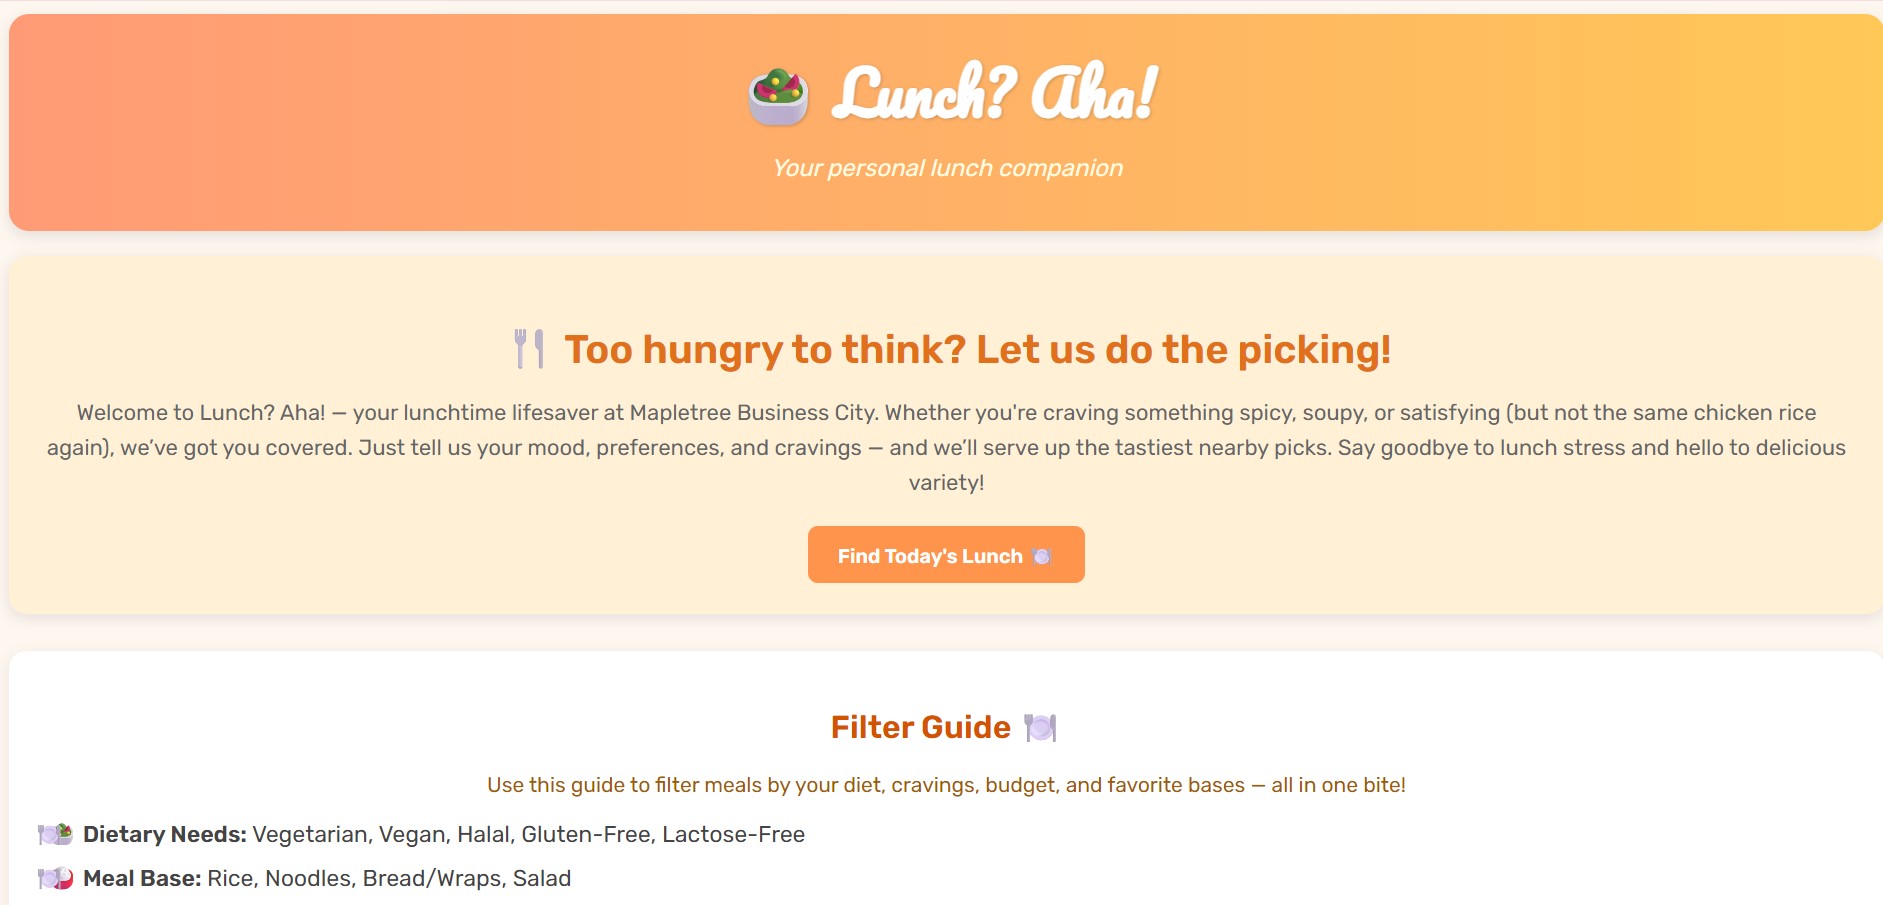 Lunch? Aha!
Your personal lunch companion
Too hungry to think? Let us do the picking!
Welcome to Lunch? Aha! — your lunchtime lifesaver at Mapletree Business City. Whether you're craving something spicy, soupy, or satisfying (but not the same chicken rice
again), we’ve got you covered. Just tell us your mood, preferences, and cravings — and we’ll serve up the tastiest nearby picks. Say goodbye to lunch stress and hello to delicious
variety!
Find Today's Lunch
Filter Guide
Use this guide to filter meals by your diet, cravings, budget, and favorite bases — all in one bite!
Dietary Needs: Vegetarian, Vegan, Halal, Gluten-Free, Lactose-Free
Meal Base: Rice, Noodles, Bread/Wraps, Salad